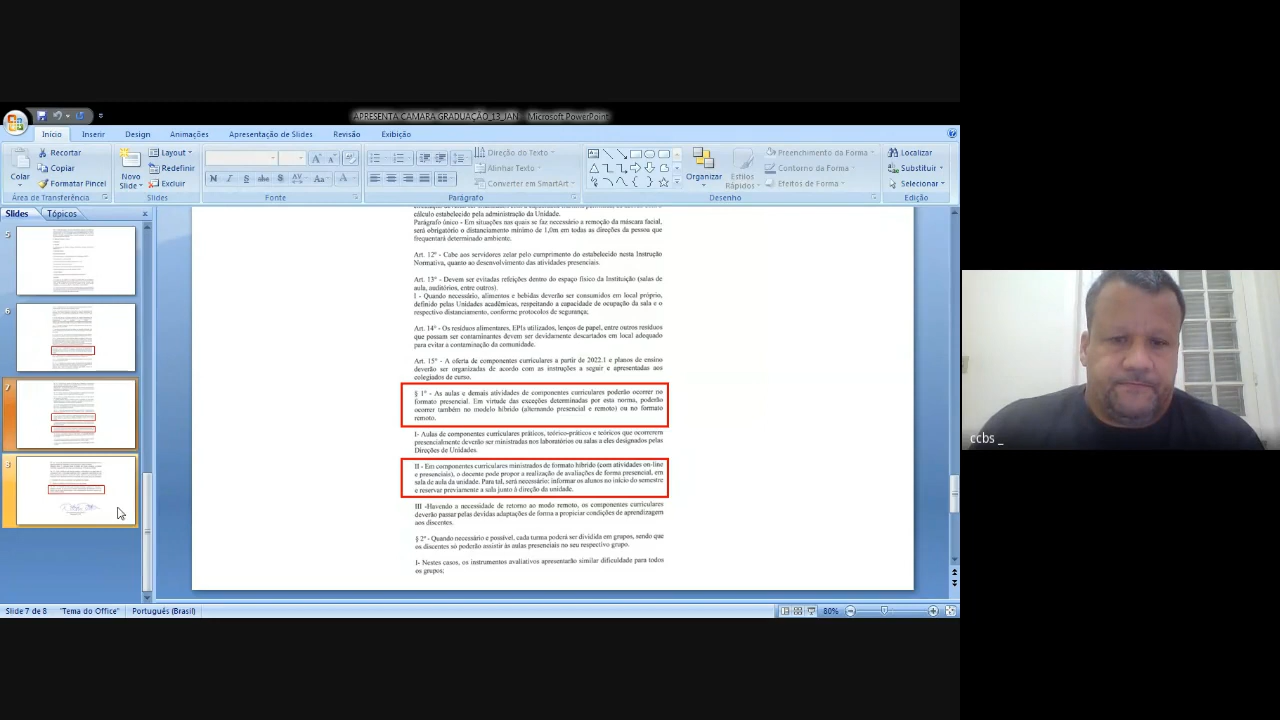 APRESENTA CAMARA GRADUAÇÃO_13_JAN - Microsoft PowerPoint
Início Inserir Design Animações Apresentação de Slides Revisão Exibição
Colar
Recortar
Copiar
Formatar Pincel
Área de Transferência
Novo Slide
Layout
Redefinir
Excluir
Slides
N I S abc S AV Aa A
Fonte
Direção do Texto
Alinhar Texto
Converter em SmartArt
Parágrafo
Organizar
Estilos Rápidos
Preenchimento da Forma
Contorno da Forma
Efeitos de Forma
Desenho
Localizar
Substituir
Selecionar
Edição
Slides Tópicos
5
6
7
8
cálculo estabelecido pela administração da Unidade.
Parágrafo único - Em situações nas quais se faz necessário a remoção da máscara facial,
será obrigatório o distanciamento mínimo de 1,0m em todas as direções da pessoa que
frequentará determinado ambiente.
Art. 12º - Cabe aos servidores zelar pelo cumprimento do estabelecido nesta Instrução
Normativa, quanto ao desenvolvimento das atividades presenciais.
Art. 13º - Devem ser evitadas refeições dentro do espaço físico da Instituição (salas de
aula, auditórios, entre outros).
I - Quando necessário, alimentos e bebidas deverão ser consumidos em local próprio,
definido pelas Unidades acadêmicas, respeitando a capacidade de ocupação da sala e o
respectivo distanciamento, conforme protocolos de segurança;
Art. 14º - Os resíduos alimentares, EPIs utilizados, lenços de papel, entre outros resíduos
que possam ser contaminantes devem ser devidamente descartados em local adequado
para evitar a contaminação da comunidade.
Art. 15º - A oferta de componentes curriculares a partir de 2022.1 e planos de ensino
deverão ser organizadas de acordo com as instruções a seguir e apresentadas aos
colegiados de curso.
§ 1º - As aulas e demais atividades de componentes curriculares poderão ocorrer no
formato presencial. Em virtude das exceções determinadas por esta norma, poderão
ocorrer também no modelo híbrido (alternando presencial e remoto) ou no formato
remoto.
I- Aulas de componentes curriculares práticos, teórico-práticos e teóricos que ocorrerem
presencialmente deverão ser ministradas nos laboratórios ou salas a eles designados pelas
Direções de Unidades.
II - Em componentes curriculares ministrados de formato híbrido (com atividades on-line
e presenciais), o docente pode propor a realização de avaliações de forma presencial, em
sala de aula da unidade. Para tal, será necessário: informar os alunos no início do semestre
e reservar previamente a sala junto à direção da unidade.
III -Havendo a necessidade de retorno ao modo remoto, os componentes curriculares
deverão passar pelas devidas adaptações de forma a propiciar condições de aprendizagem
aos discentes.
§ 2º - Quando necessário e possível, cada turma poderá ser dividida em grupos, sendo que
os discentes só poderão assistir às aulas presenciais no seu respectivo grupo.
I- Nestes casos, os instrumentos avaliativos apresentarão similar dificuldade para todos
os grupos;
Slide 7 de 8 "Tema do Office" Português (Brasil) 80%
ccbs _